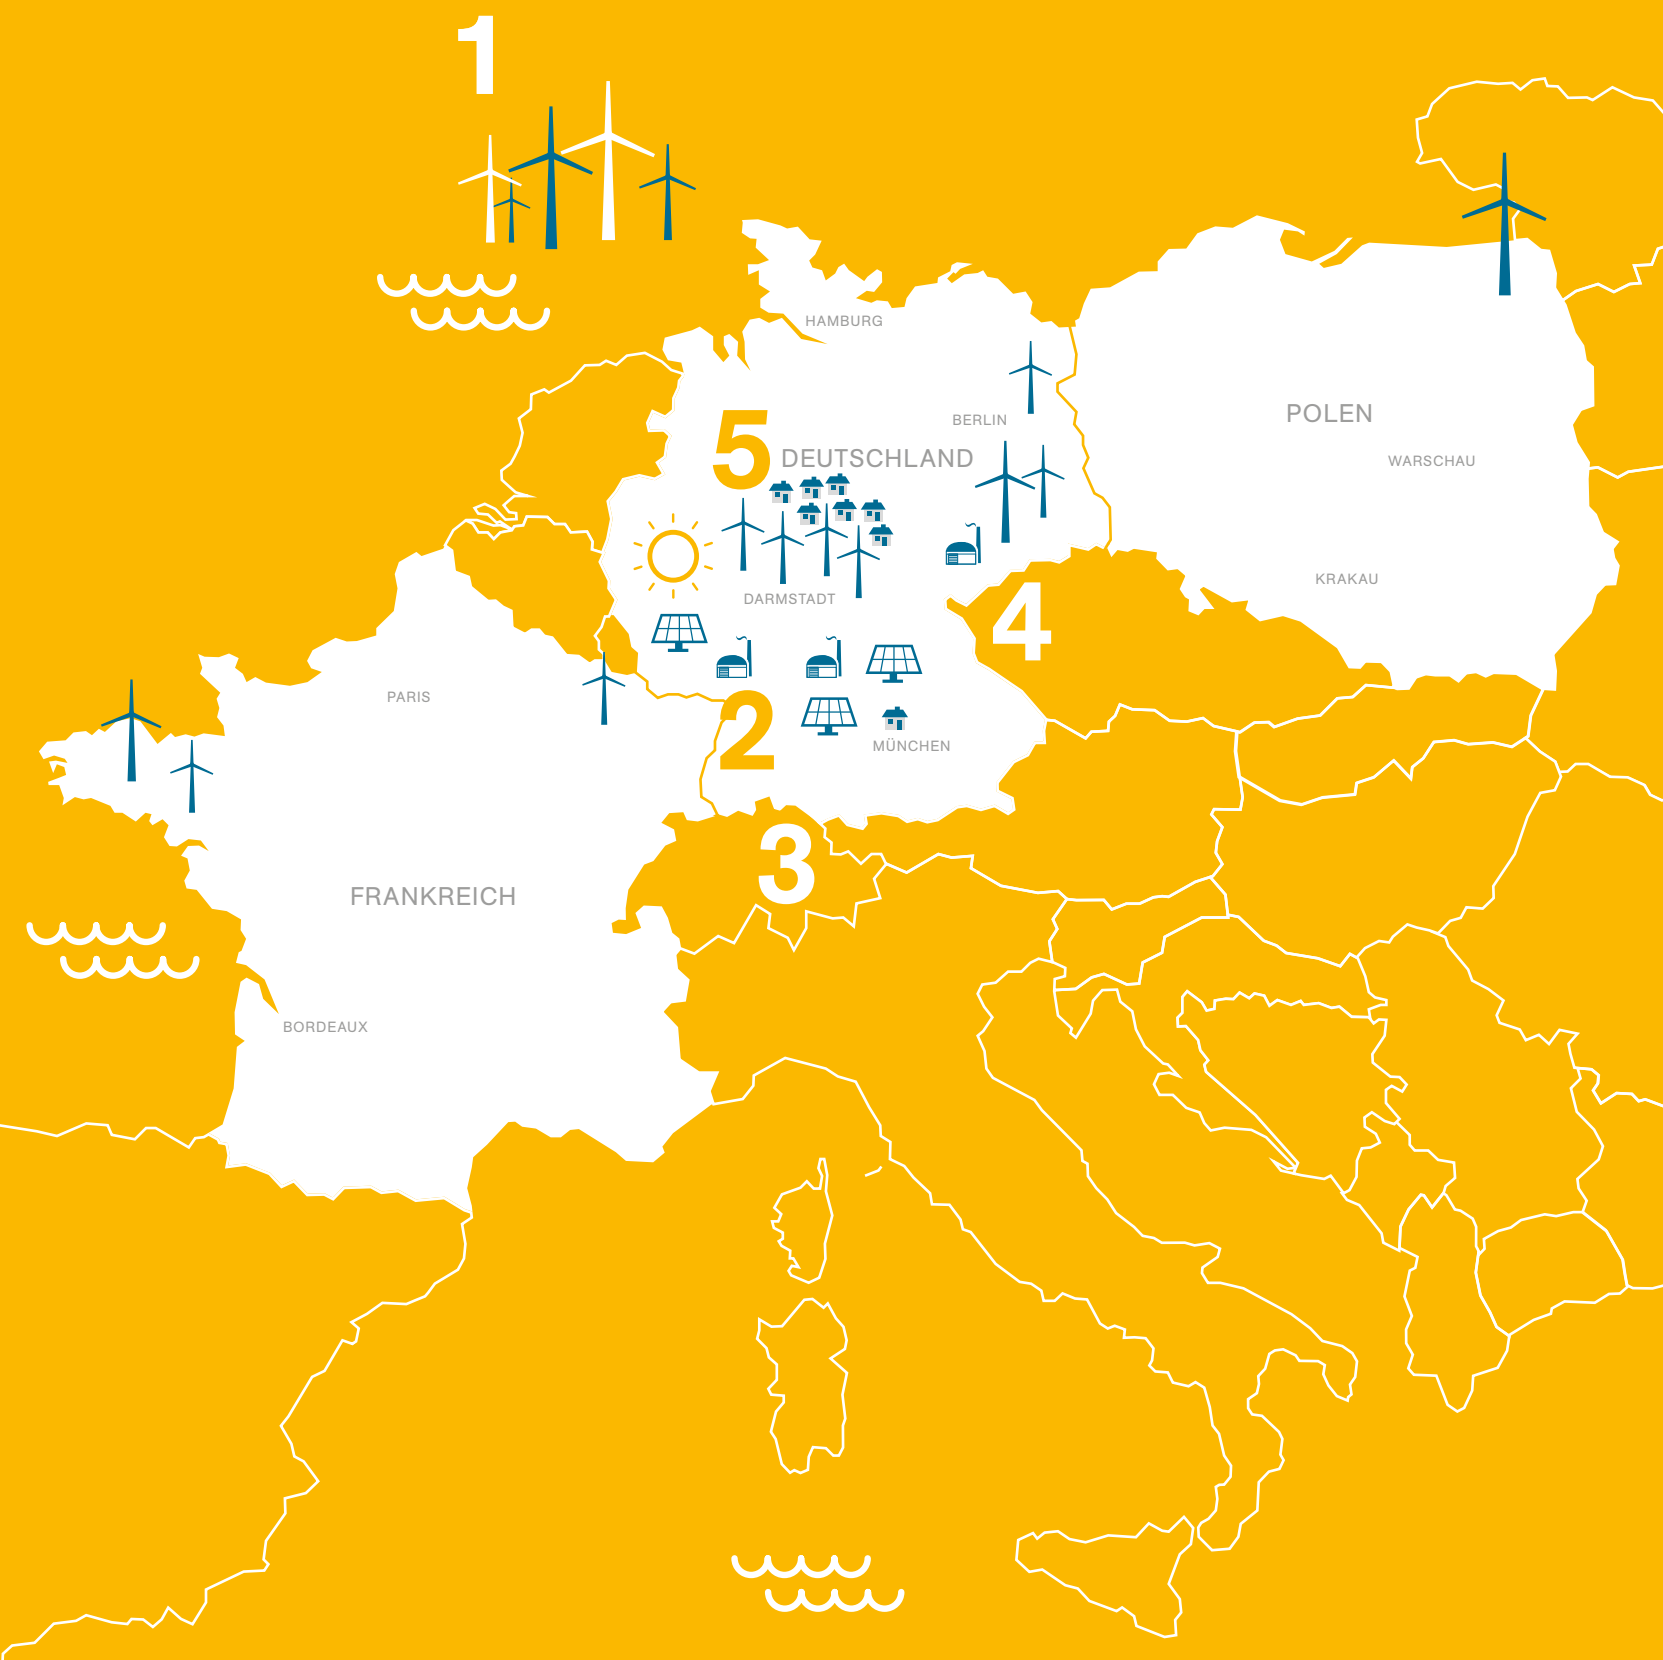 1
HAMBURG
POLEN
BERLIN
5
DEUTSCHLAND
WARSCHAU
KRAKAU
DARMSTADT
4
PARIS
2
MÜNCHEN
3
FRANKREICH
BORDEAUX